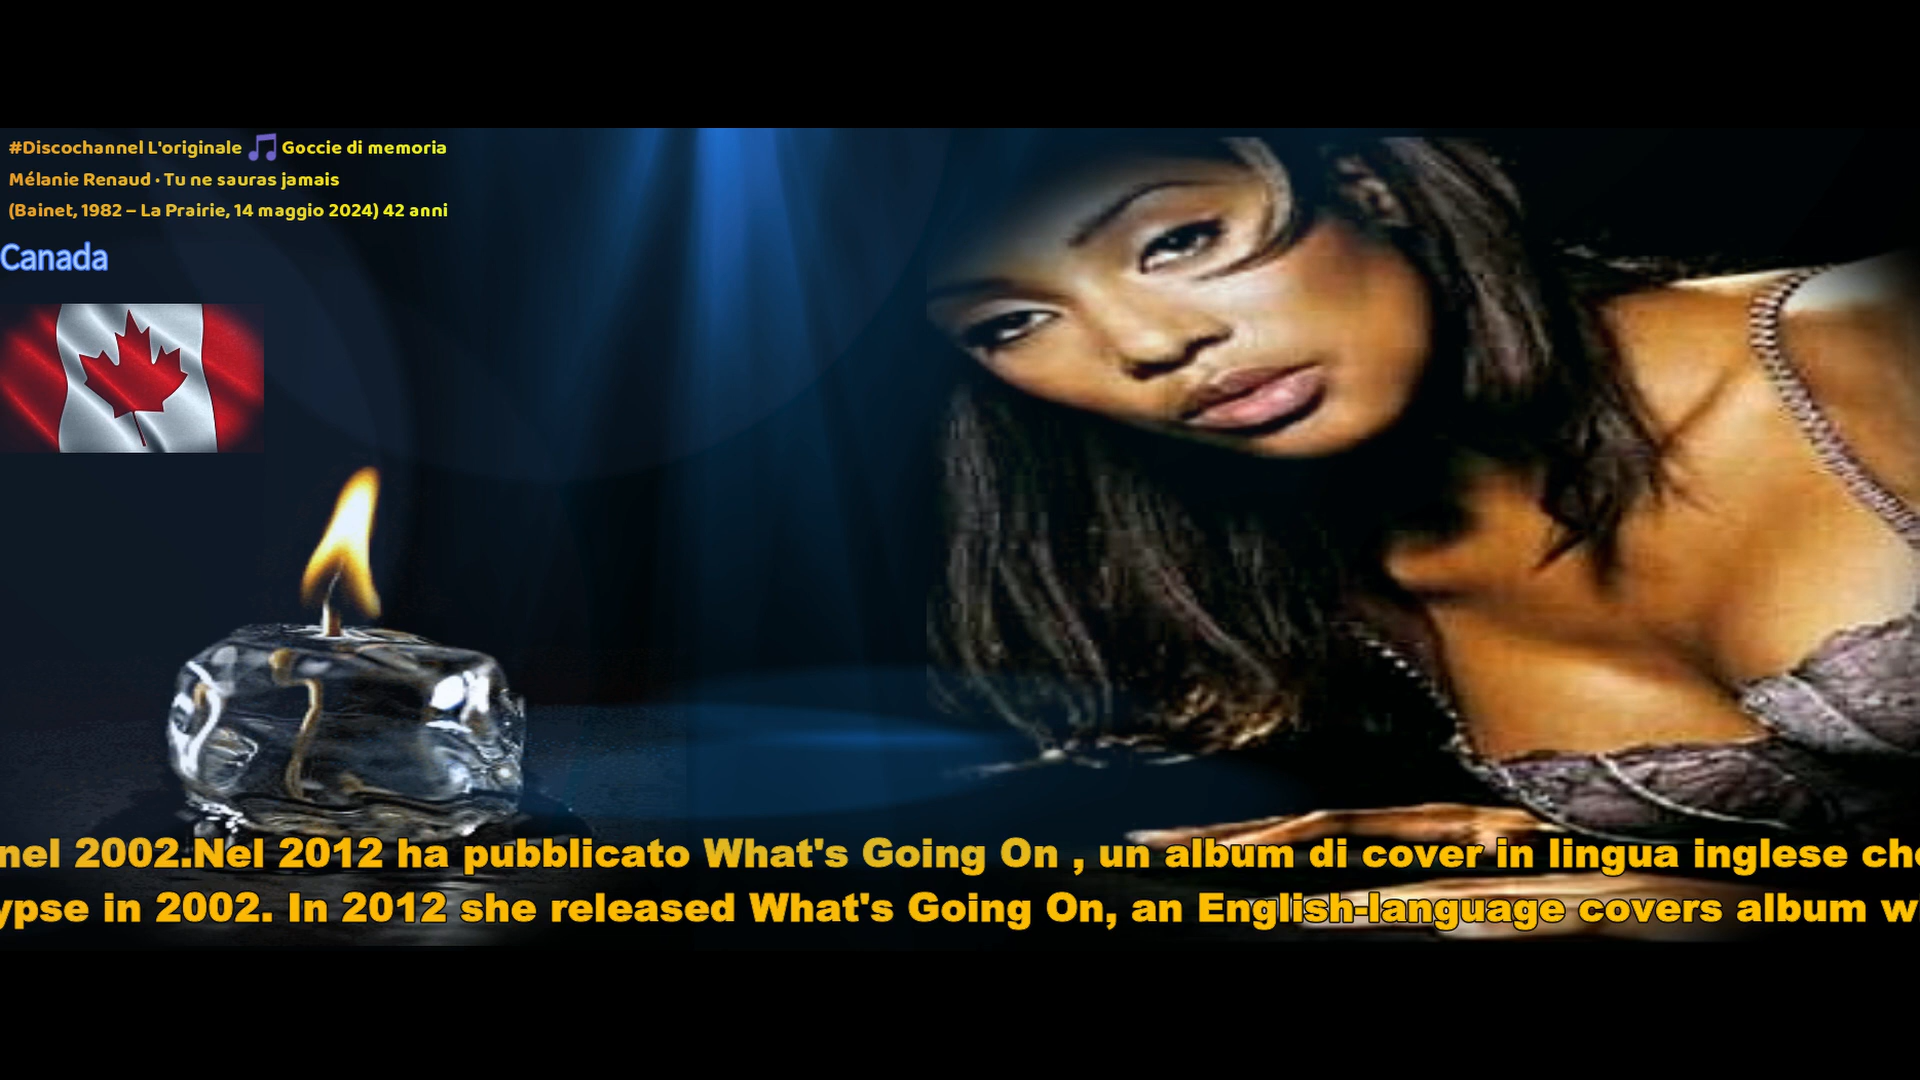 #Discochannel L'originale 🎵 Goccie di memoria
Mélanie Renaud · Tu ne sauras jamais
(Bainet, 1982 – La Prairie, 14 maggio 2024) 42 anni
Canada
nel 2002.Nel 2012 ha pubblicato What's Going On , un album di cover in lingua inglese che
ypse in 2002. In 2012 she released What's Going On, an English-language covers album w